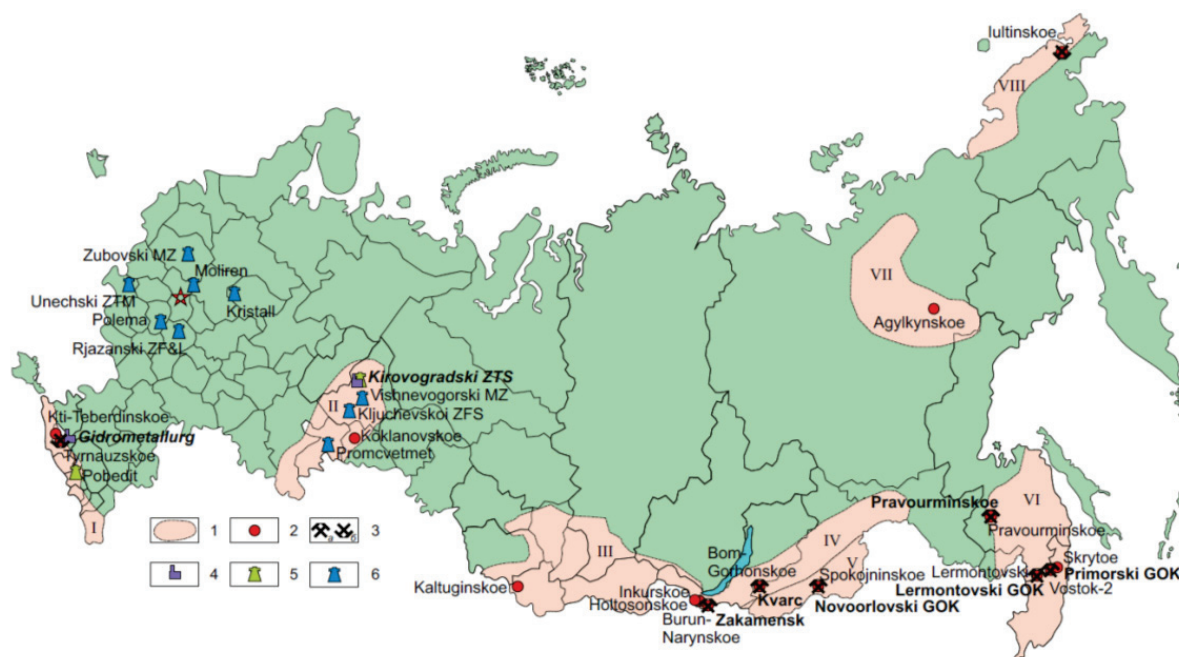 Iultinskoe
VIII
Zubovski MZ
Moliren
Unechski ZTM
Kristall
Polema
Rjazanski ZF&L
VII
Agylkynskoe
Kirovogradski ZTS
II
Vishnevogorski MZ
Kljuchevskoi ZFS
Koklanovskoe
Promcvetmet
Kti-Teberdinskoe
Gidrometallurg
Tyrnauzskoe
Pobedit
I
1
2
3
4
5
6
III
Kaltuginskoe
Inkurskoe
Holtosonskoe
Burun-
Narynskoe
Zakamensk
Bom-
Gorhonskoe
Kvarc
IV
V
Spokojninskoe
Novoorlovski GOK
Pravourminskoe
VI
Pravourminskoe
Skrytoe
Lermontovski
Primorski GOK
Lermontovski GOK
Vostok-2